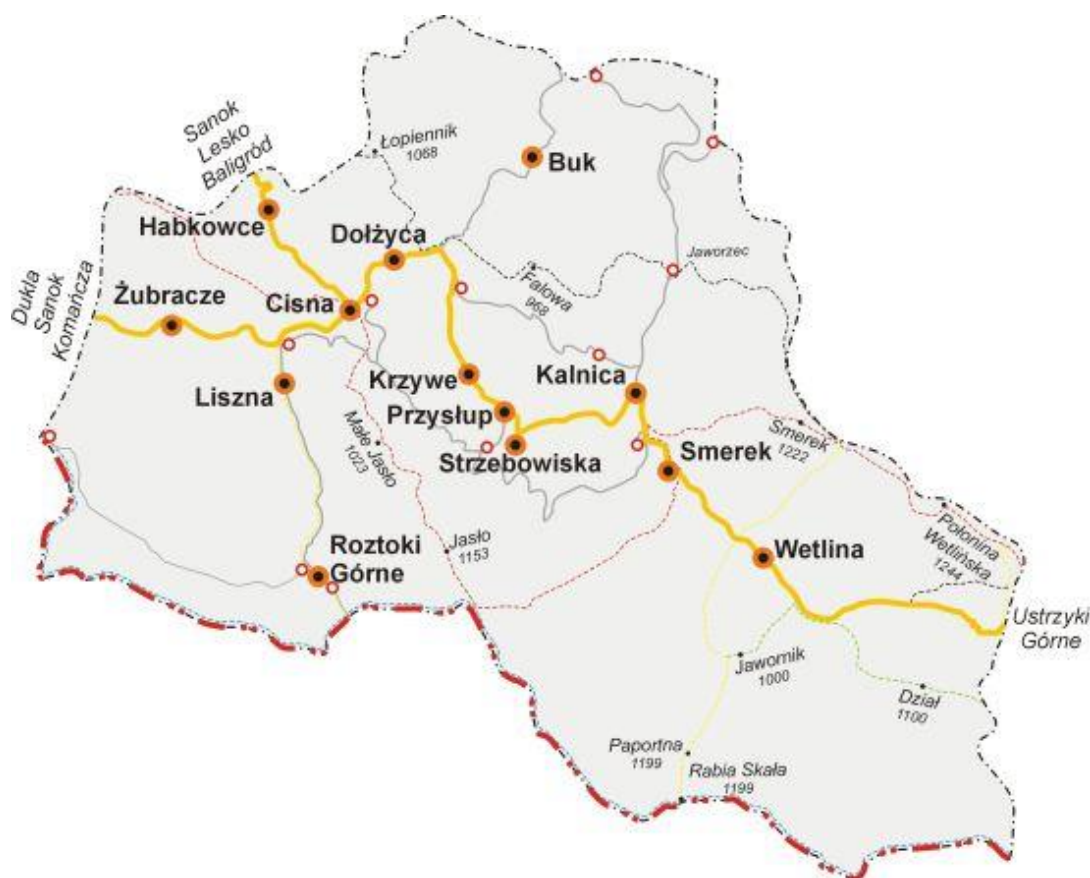 Sanok
Lesko
Baligród
Łopiennik
1068
Buk
Habkowce
Dołżyca
Jaworzec
Dukla
Sanok
Komańcza
Żubracze
Cisna
Falowa
968
Liszna
Krzywe
Kalnica
Przysłup
Małe Jasło
1023
Strzebowiska
Smerek
Smerek
1222
Połonina
Wetlińska
1244
Jasło
1153
Roztoki
Górne
Wetlina
Ustrzyki
Górne
Jawornik
1000
Dział
1100
Paportna
1199
Rabia Skała
1199